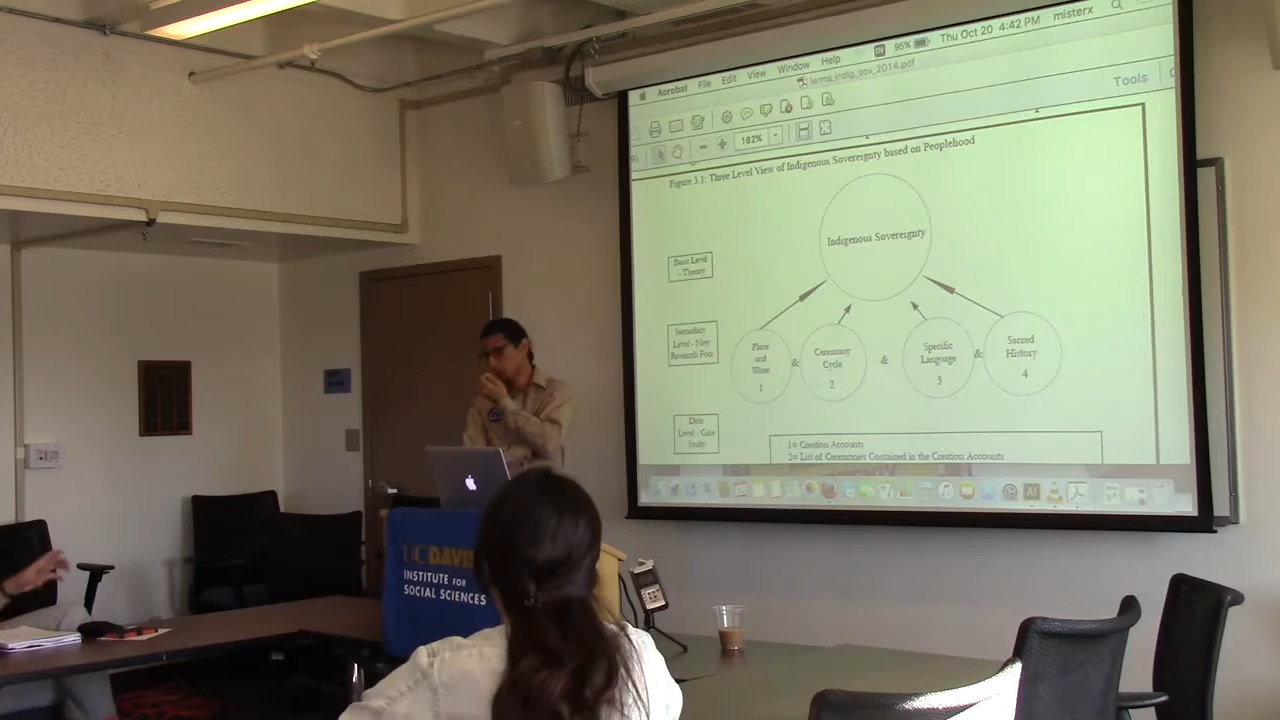 Acrobat File Edit View Window Help
95% Thu Oct 20 4:42 PM misterx
lerma_indig_sov_2014.pdf
Tools
182%
Figure 3.1: Three Level View of Indigenous Sovereignty based on Peoplehood
Indigenous Sovereignty
Basic Level
- Theory
Secondary
Level - New
Research Foci
Place
and
Water
1
&
Ceremony
Cycle
2
&
Specific
Language
3
&
Sacred
History
4
Data
Level - Case
Study
1= Creation Accounts
2= List of Ceremonies Contained in the Creation Accounts
UC DAVIS
INSTITUTE FOR
SOCIAL SCIENCES